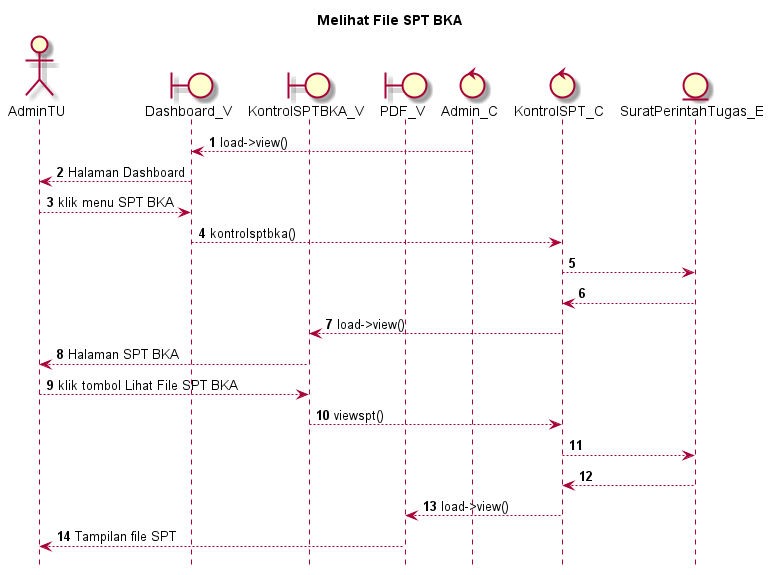 Melihat File SPT BKA
AdminTU
Dashboard_V
KontrolSPTBKA_V
PDF_V
Admin_C
KontrolSPT_C
SuratPerintahTugas_E
1 load->view()
2 Halaman Dashboard
3 klik menu SPT BKA
4 kontrolsptbka()
5
6
7 load->view()
8 Halaman SPT BKA
9 klik tombol Lihat File SPT BKA
10 viewspt()
11
12
13 load->view()
14 Tampilan file SPT